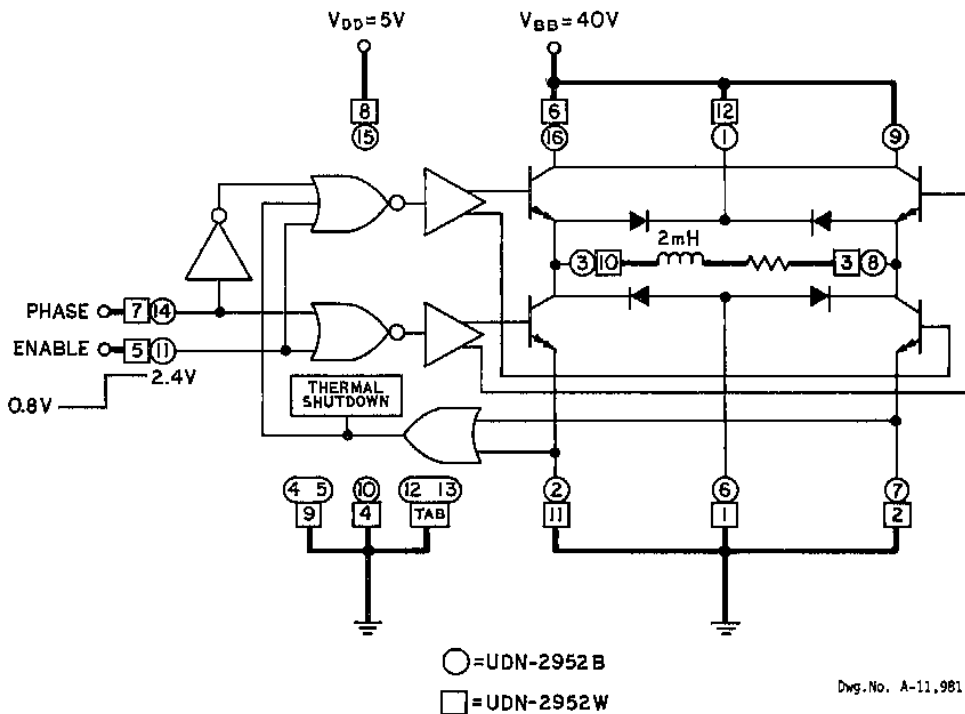 VDD=5V
VBB=40V
8
6
12
15
16
1
9
2mH
3 10
3 8
PHASE 7 14
ENABLE 5 11
2.4V
0.8V
THERMAL
SHUTDOWN
4 5
10
12 13
2
6
7
9
4
TAB
11
1
2
=UDN-2952B
=UDN-2952W
Dwg.No. A-11,981